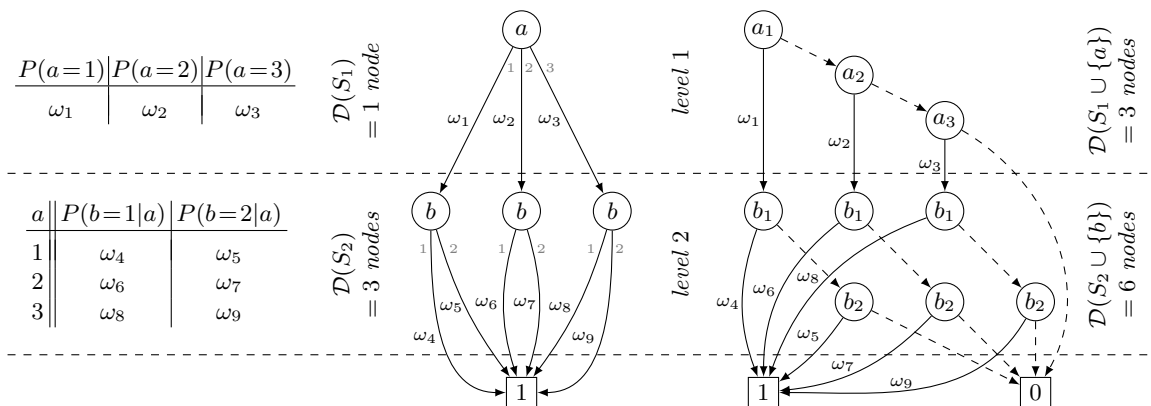 P(a=1) P(a=2) P(a=3)
ω₁ ω₂ ω₃
a P(b=1|a) P(b=2|a)
1 ω₄ ω₅
2 ω₆ ω₇
3 ω₈ ω₉
𝒟(S₁)
= 1 node
𝒟(S₂)
= 3 nodes
a
1 2 3
ω₁ ω₂ ω₃
b b b
1 2 1 2 1 2
ω₅ ω₆ ω₇ ω₈
ω₄ ω₉
1
level 1
level 2
a₁
a₂
a₃
ω₁
ω₂
ω₃
b₁ b₁ b₁
ω₄ ω₆ ω₈
b₂ b₂ b₂
ω₅
ω₇
ω₉
1 0
𝒟(S₁ ∪ {a})
= 3 nodes
𝒟(S₂ ∪ {b})
= 6 nodes